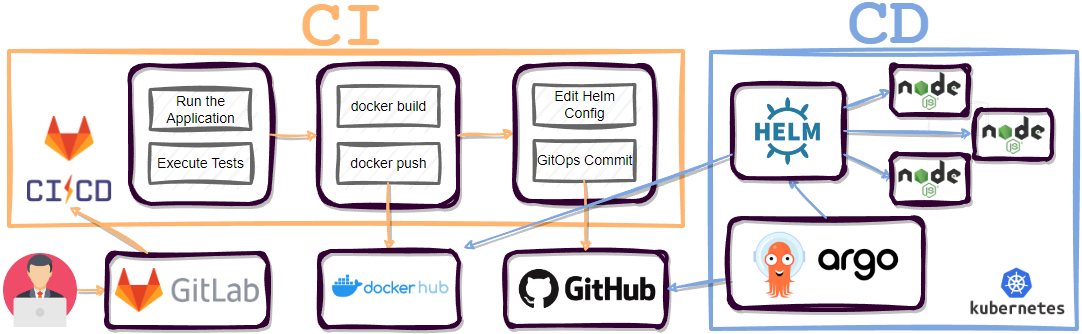 CI
CD
Run the
Application
Execute Tests
docker build
docker push
Edit Helm
Config
GitOps Commit
CI CD
HELM
node
JS
node
JS
node
JS
GitLab
docker hub
GitHub
argo
kubernetes